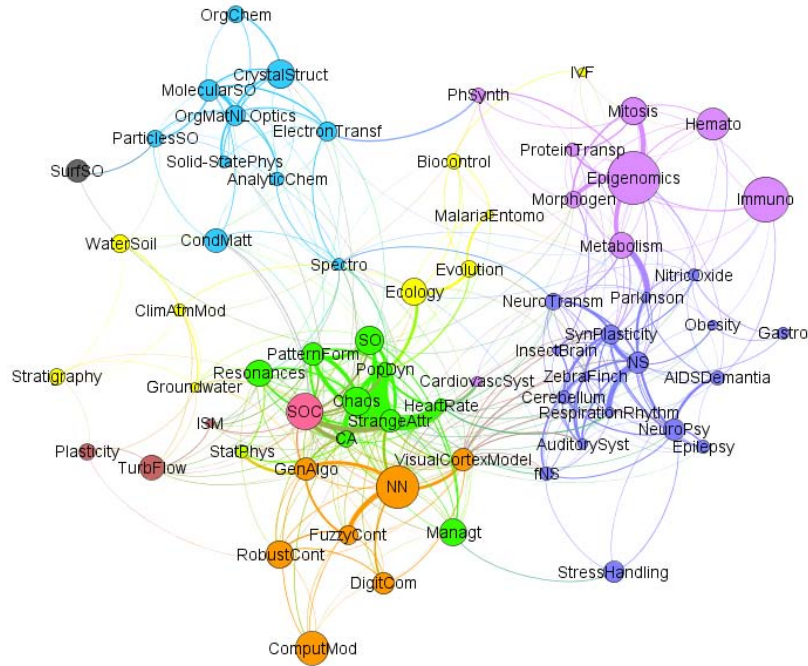 OrgChem
CrystalStruct
MolecularSO
OrgMatNLOptics
ElectronTransf
ParticlesSO
Solid-StatePhys
SurfSO
AnalyticChem
IVF
PhSynth
Mitosis
Hemato
ProteinTransp
Biocontrol
Epigenomics
Immuno
Morphogen
MalariaEntomo
WaterSoil
CondMatt
Metabolism
Spectro
Evolution
NitricOxide
Ecology
NeuroTransm
Parkinson
ClimAtmMod
SynPlasticity
Obesity
Gastro
SO
InsectBrain
PatternForm
PopDyn
NS
Resonances
Stratigraphy
Groundwater
CardiovascSyst
ZebraFinch
AIDSDementia
Cerebellum
Chaos
HeartRate
SOC
StrangeAttr
RespirationRhythm
ISM
NeuroPsy
CA
AuditorySyst
Epilepsy
Plasticity
StatPhys
VisualCortexModel
TurbFlow
GenAlgo
fNS
NN
FuzzyCont
Managt
RobustCont
StressHandling
DigitCom
ComputMod